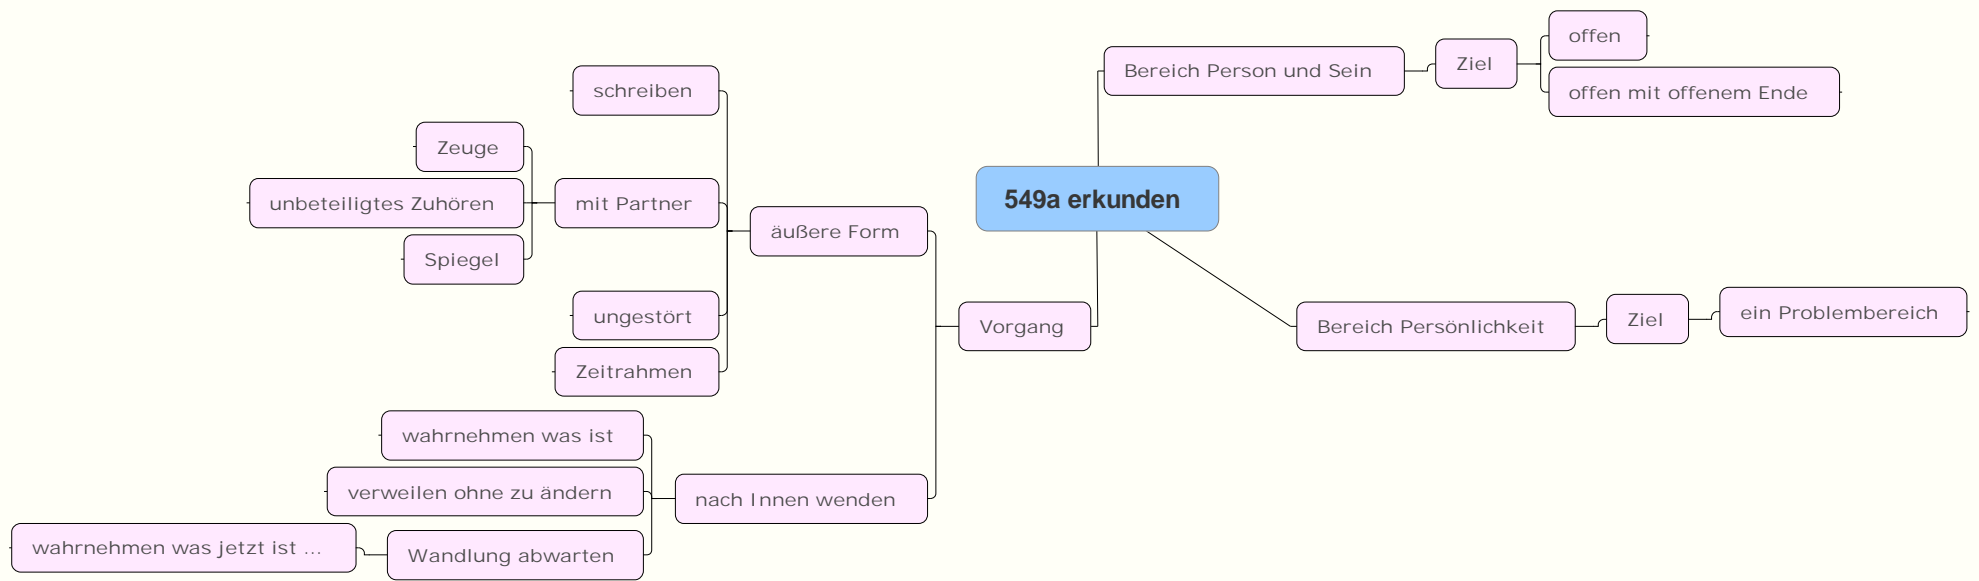 549a erkunden
Bereich Person und Sein
Ziel
offen
offen mit offenem Ende
Bereich Persönlichkeit
Ziel
ein Problembereich
Vorgang
äußere Form
schreiben
mit Partner
Zeuge
unbeteiligtes Zuhören
Spiegel
ungestört
Zeitrahmen
nach Innen wenden
wahrnehmen was ist
verweilen ohne zu ändern
Wandlung abwarten
wahrnehmen was jetzt ist ...